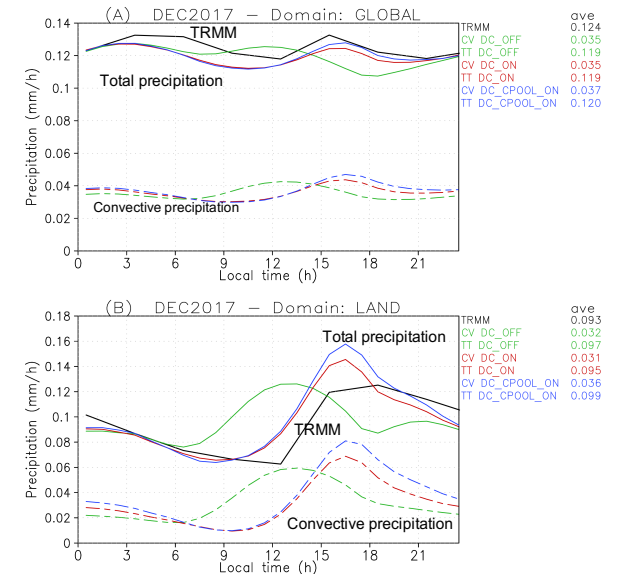 (A) DEC2017 – Domain: GLOBAL
ave
TRMM 0.124
CV DC_OFF 0.035
TT DC_OFF 0.119
CV DC_ON 0.035
TT DC_ON 0.119
CV DC_CPOOL_ON 0.037
TT DC_CPOOL_ON 0.120
0.14
TRMM
0.12
Total precipitation
0.1
0.08
0.06
0.04
Convective precipitation
0.02
0
Precipitation (mm/h)
0 3 6 9 12 15 18 21
Local time (h)
(B) DEC2017 – Domain: LAND
ave
TRMM 0.093
CV DC_OFF 0.032
TT DC_OFF 0.097
CV DC_ON 0.031
TT DC_ON 0.095
CV DC_CPOOL_ON 0.036
TT DC_CPOOL_ON 0.099
0.18
Total precipitation
0.16
0.14
0.12
0.1
TRMM
0.08
0.06
0.04
0.02
Convective precipitation
0
Precipitation (mm/h)
0 3 6 9 12 15 18 21
Local time (h)